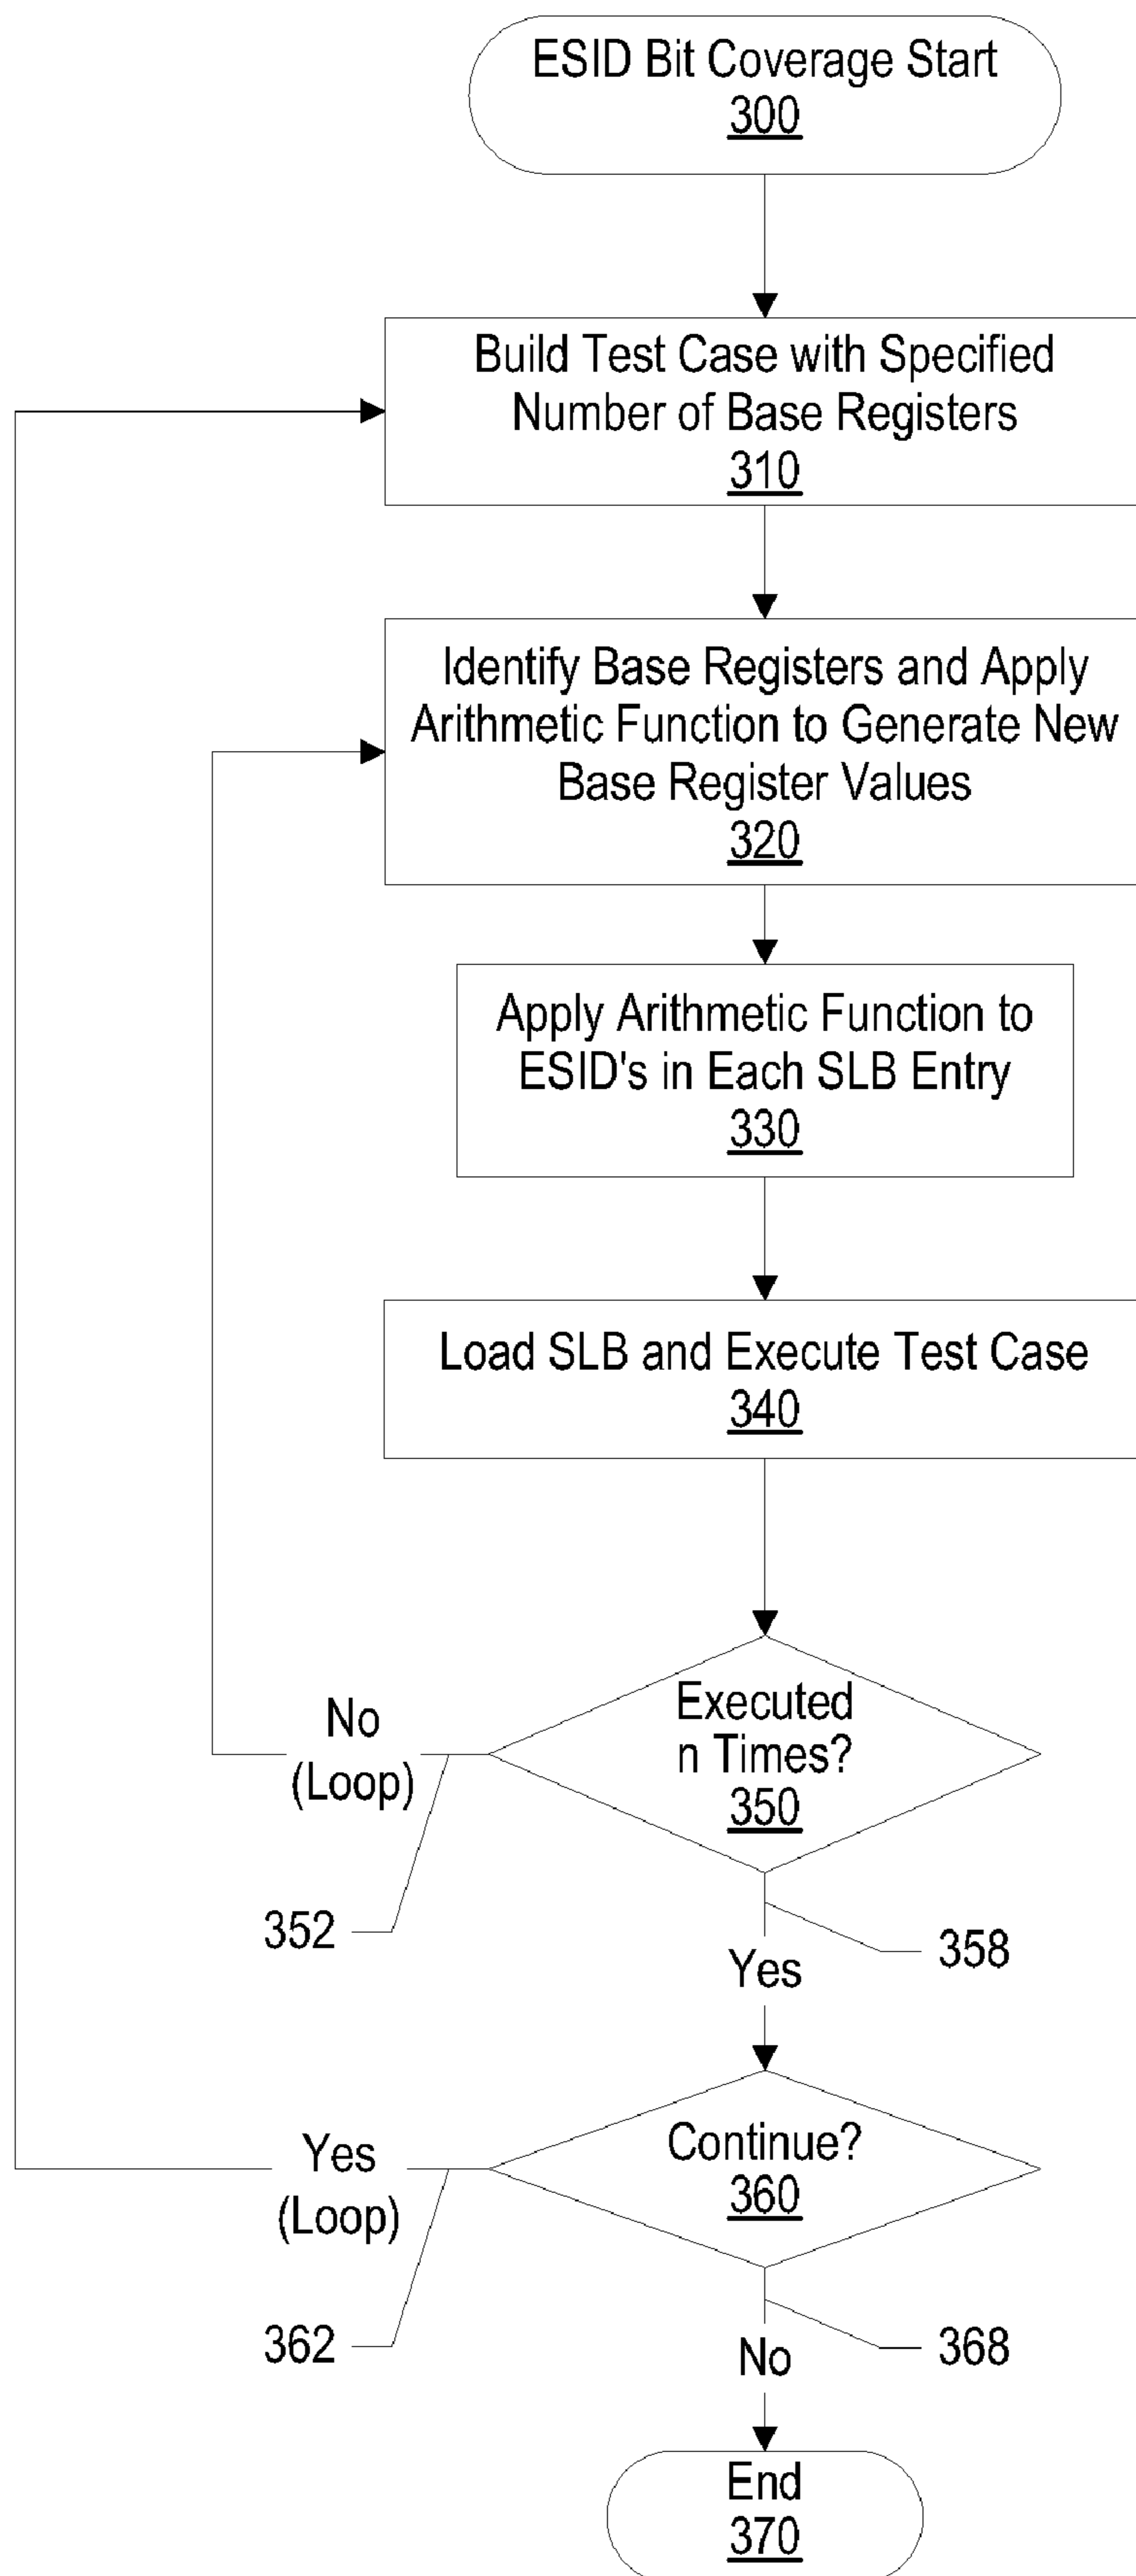 ESID Bit Coverage Start
300
Build Test Case with Specified
Number of Base Registers
310
Identify Base Registers and Apply
Arithmetic Function to Generate New
Base Register Values
320
Apply Arithmetic Function to
ESID's in Each SLB Entry
330
Load SLB and Execute Test Case
340
Executed
n Times?
350
No
(Loop)
352
358
Yes
Continue?
360
Yes
(Loop)
362
368
No
End
370